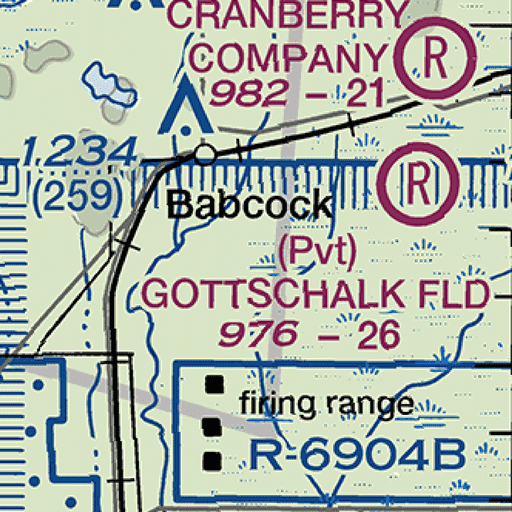 CRANBERRY
COMPANY
R
982 - 21
1,234
(259)
R
Babcock
(Pvt)
GOTTSCHALK FLD
976 - 26
firing range
R-6904B